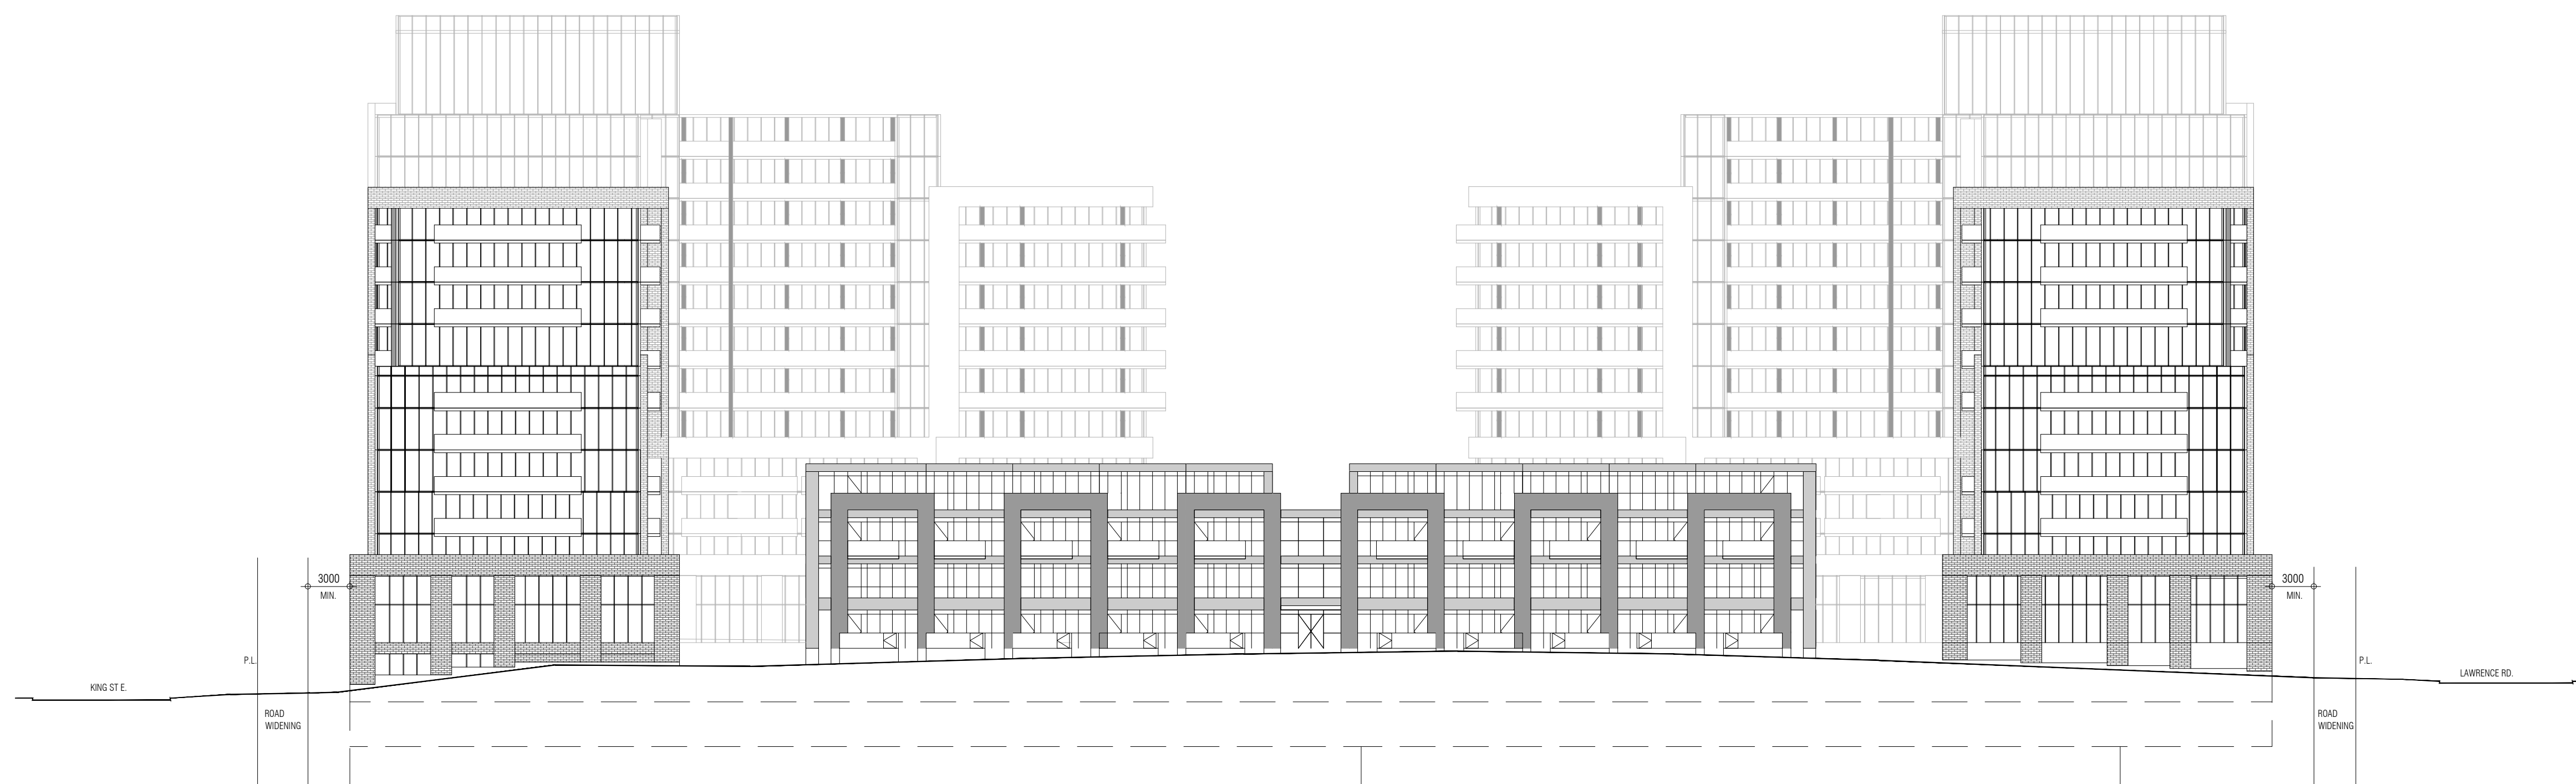 3000
MIN.
3000
MIN.
P.L.
P.L.
KING ST E.
LAWRENCE RD.
ROAD
WIDENING
ROAD
WIDENING